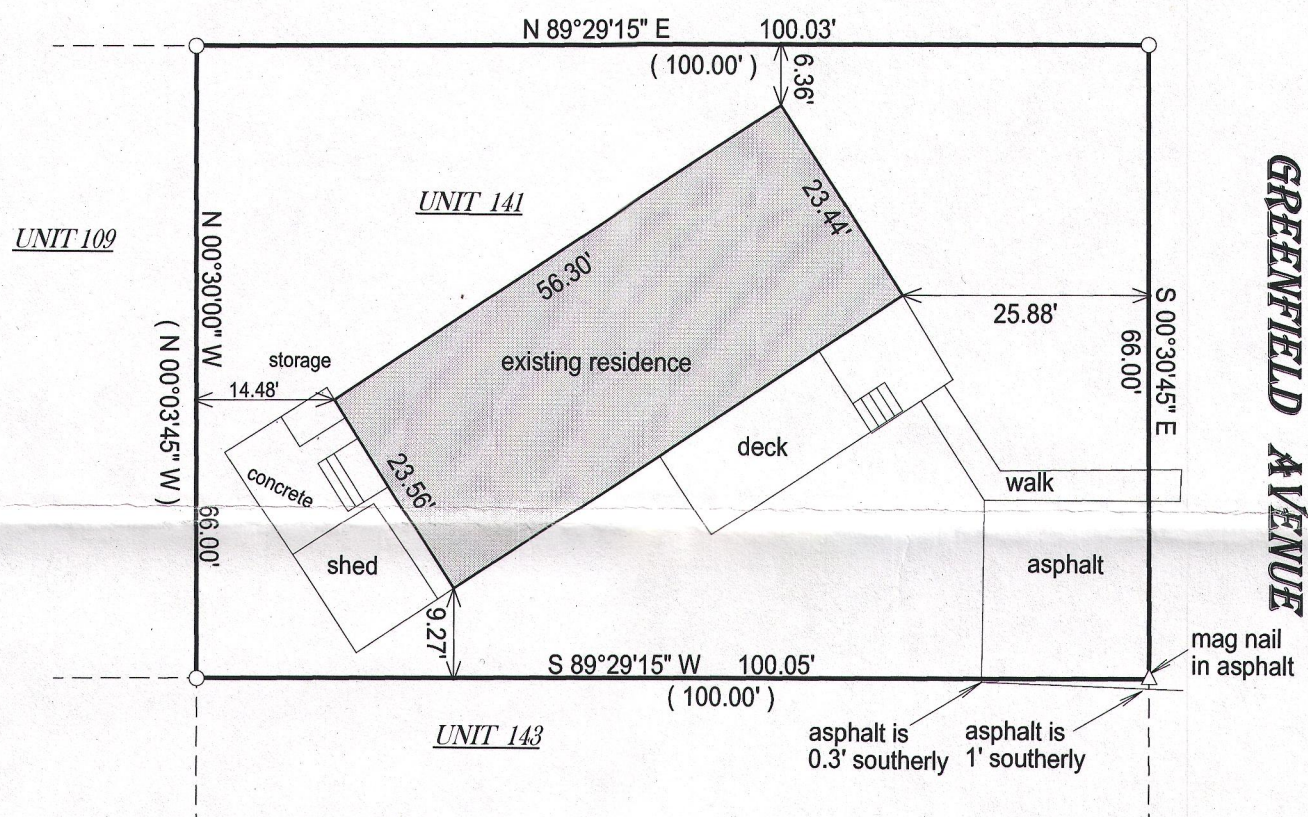 N 89°29'15" E 100.03'
( 100.00' )
6.36'
UNIT 141
23.44'
UNIT 109
56.30'
N 00°30'00" W
( N 00°03'45" W )
66.00'
25.88'
S 00°30'45" E
66.00'
GREENFIELD AVENUE
storage
existing residence
14.48'
deck
concrete
23.56'
walk
shed
asphalt
9.27'
mag nail
in asphalt
S 89°29'15" W 100.05'
( 100.00' )
UNIT 143
asphalt is
0.3' southerly
asphalt is
1' southerly